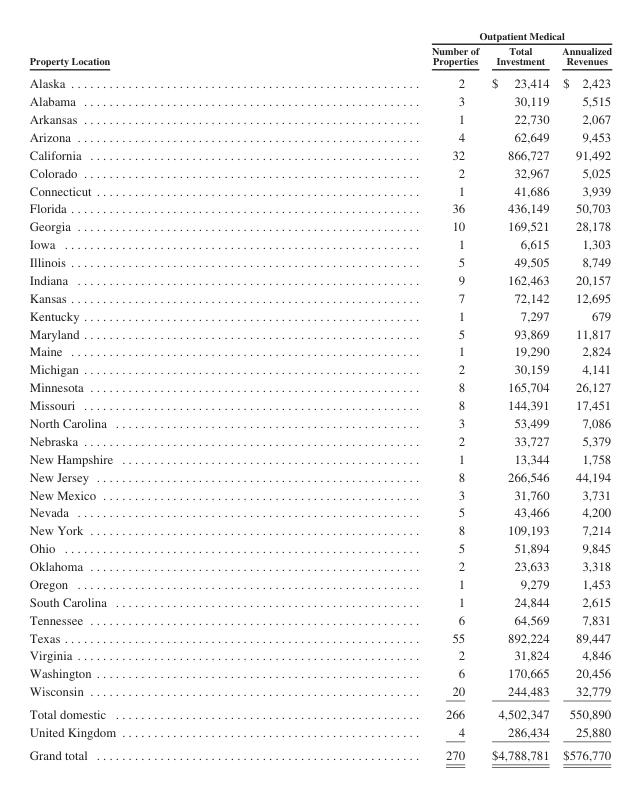 Outpatient Medical
Property Location Number of Properties Total Investment Annualized Revenues
Alaska 2 $ 23,414 $ 2,423
Alabama 3 30,119 5,515
Arkansas 1 22,730 2,067
Arizona 4 62,649 9,453
California 32 866,727 91,492
Colorado 2 32,967 5,025
Connecticut 1 41,686 3,939
Florida 36 436,149 50,703
Georgia 10 169,521 28,178
Iowa 1 6,615 1,303
Illinois 5 49,505 8,749
Indiana 9 162,463 20,157
Kansas 7 72,142 12,695
Kentucky 1 7,297 679
Maryland 5 93,869 11,817
Maine 1 19,290 2,824
Michigan 2 30,159 4,141
Minnesota 8 165,704 26,127
Missouri 8 144,391 17,451
North Carolina 3 53,499 7,086
Nebraska 2 33,727 5,379
New Hampshire 1 13,344 1,758
New Jersey 8 266,546 44,194
New Mexico 3 31,760 3,731
Nevada 5 43,466 4,200
New York 8 109,193 7,214
Ohio 5 51,894 9,845
Oklahoma 2 23,633 3,318
Oregon 1 9,279 1,453
South Carolina 1 24,844 2,615
Tennessee 6 64,569 7,831
Texas 55 892,224 89,447
Virginia 2 31,824 4,846
Washington 6 170,665 20,456
Wisconsin 20 244,483 32,779
Total domestic 266 4,502,347 550,890
United Kingdom 4 286,434 25,880
Grand total 270 $4,788,781 $576,770